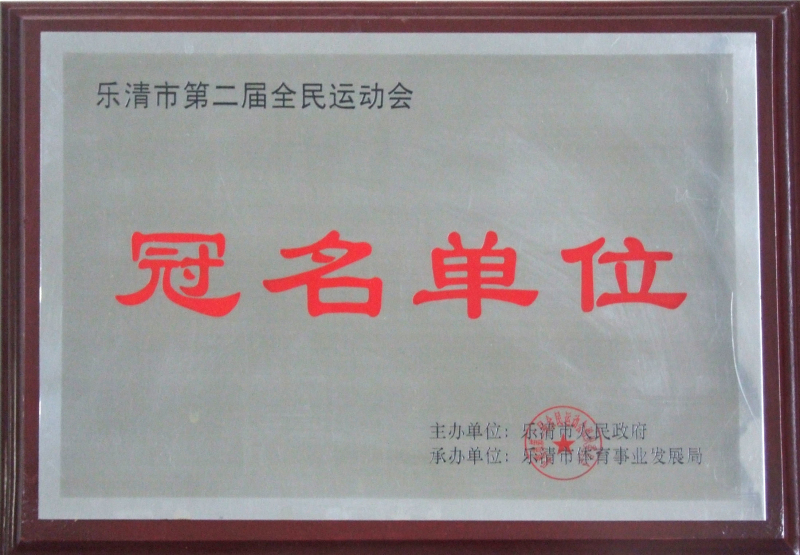 乐清市第二届全民运动会
冠名单位
主办单位：乐清市人民政府
承办单位：乐清市体育事业发展局